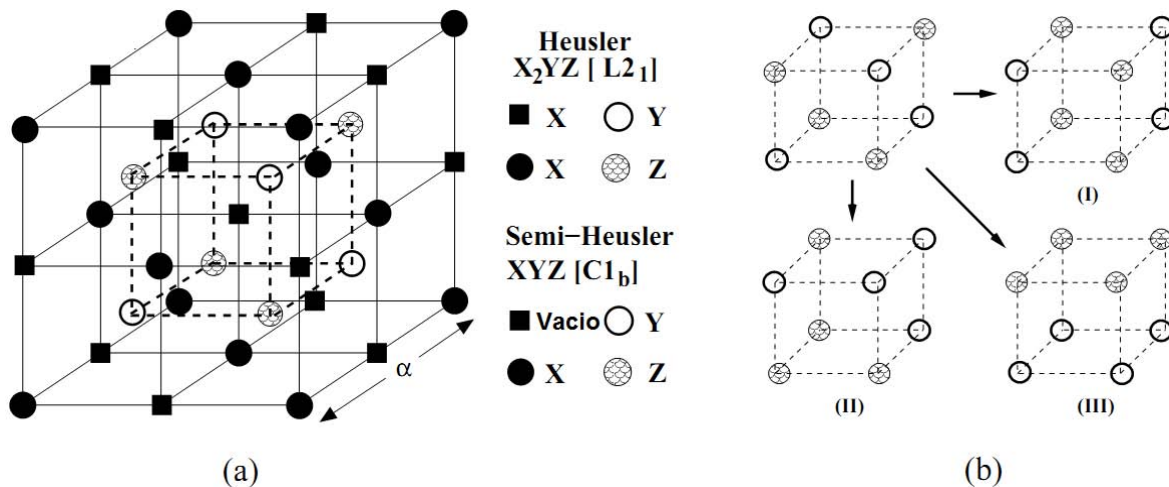 Heusler
X₂YZ [ L2₁]
X Y
X Z
Semi−Heusler
XYZ [C1b]
Vacio Y
X Z
α
(a)
(I)
(II)
(III)
(b)